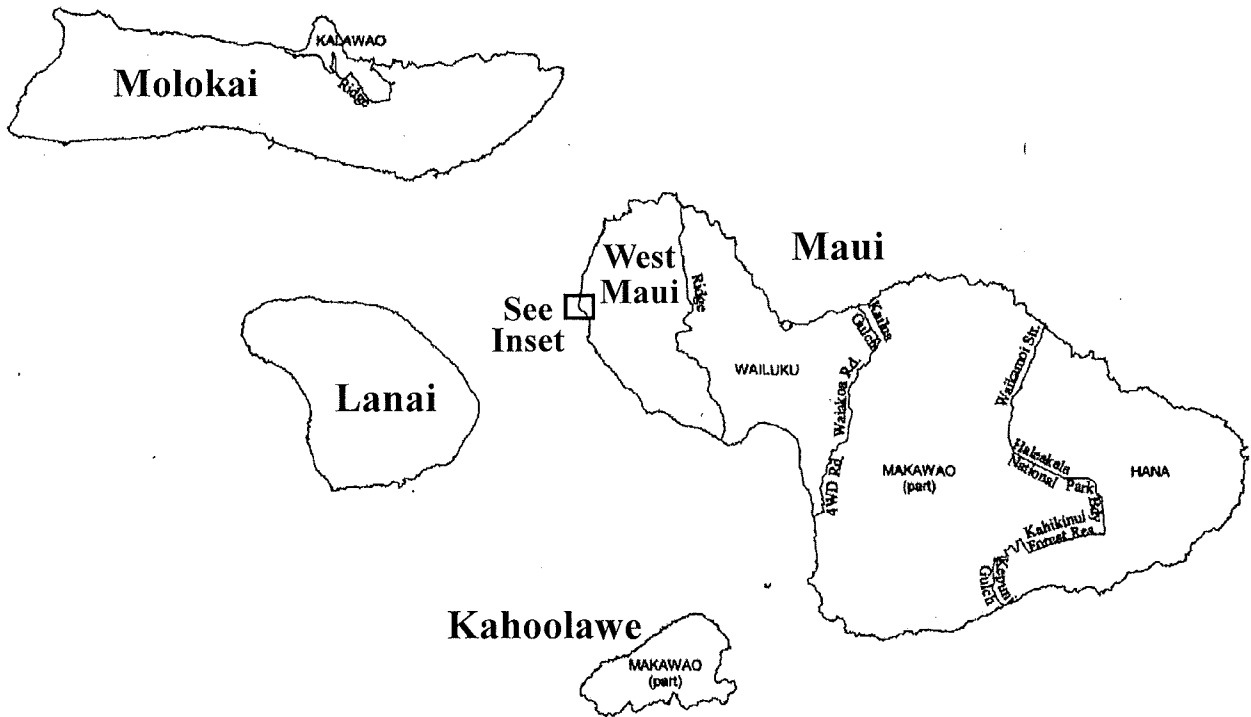 KALAWAO
Molokai
Ridge
Maui
West
Maui
Ridge
See
Inset
Kailua
Gulch
WAILUKU
Waikamoi Str.
Lanai
Waiakoa Rd.
Haleakala
National Park Bdy
MAKAWAO
(part)
HANA
4WD Rd.
Kahikinui
Forest Res.
Gulch
Kahoolawe
MAKAWAO
(part)